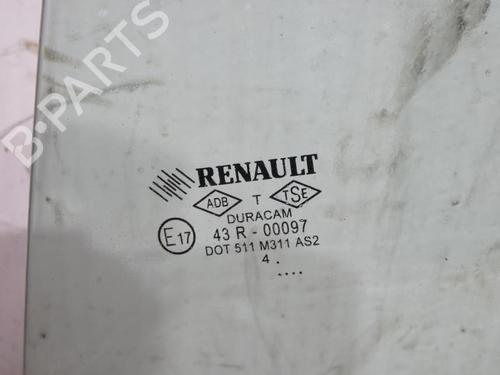 B-PARTS
RENAULT
ADB T TSE
DURACAM
E17 43 R - 00097
DOT 511 M311 AS2
4 .
....